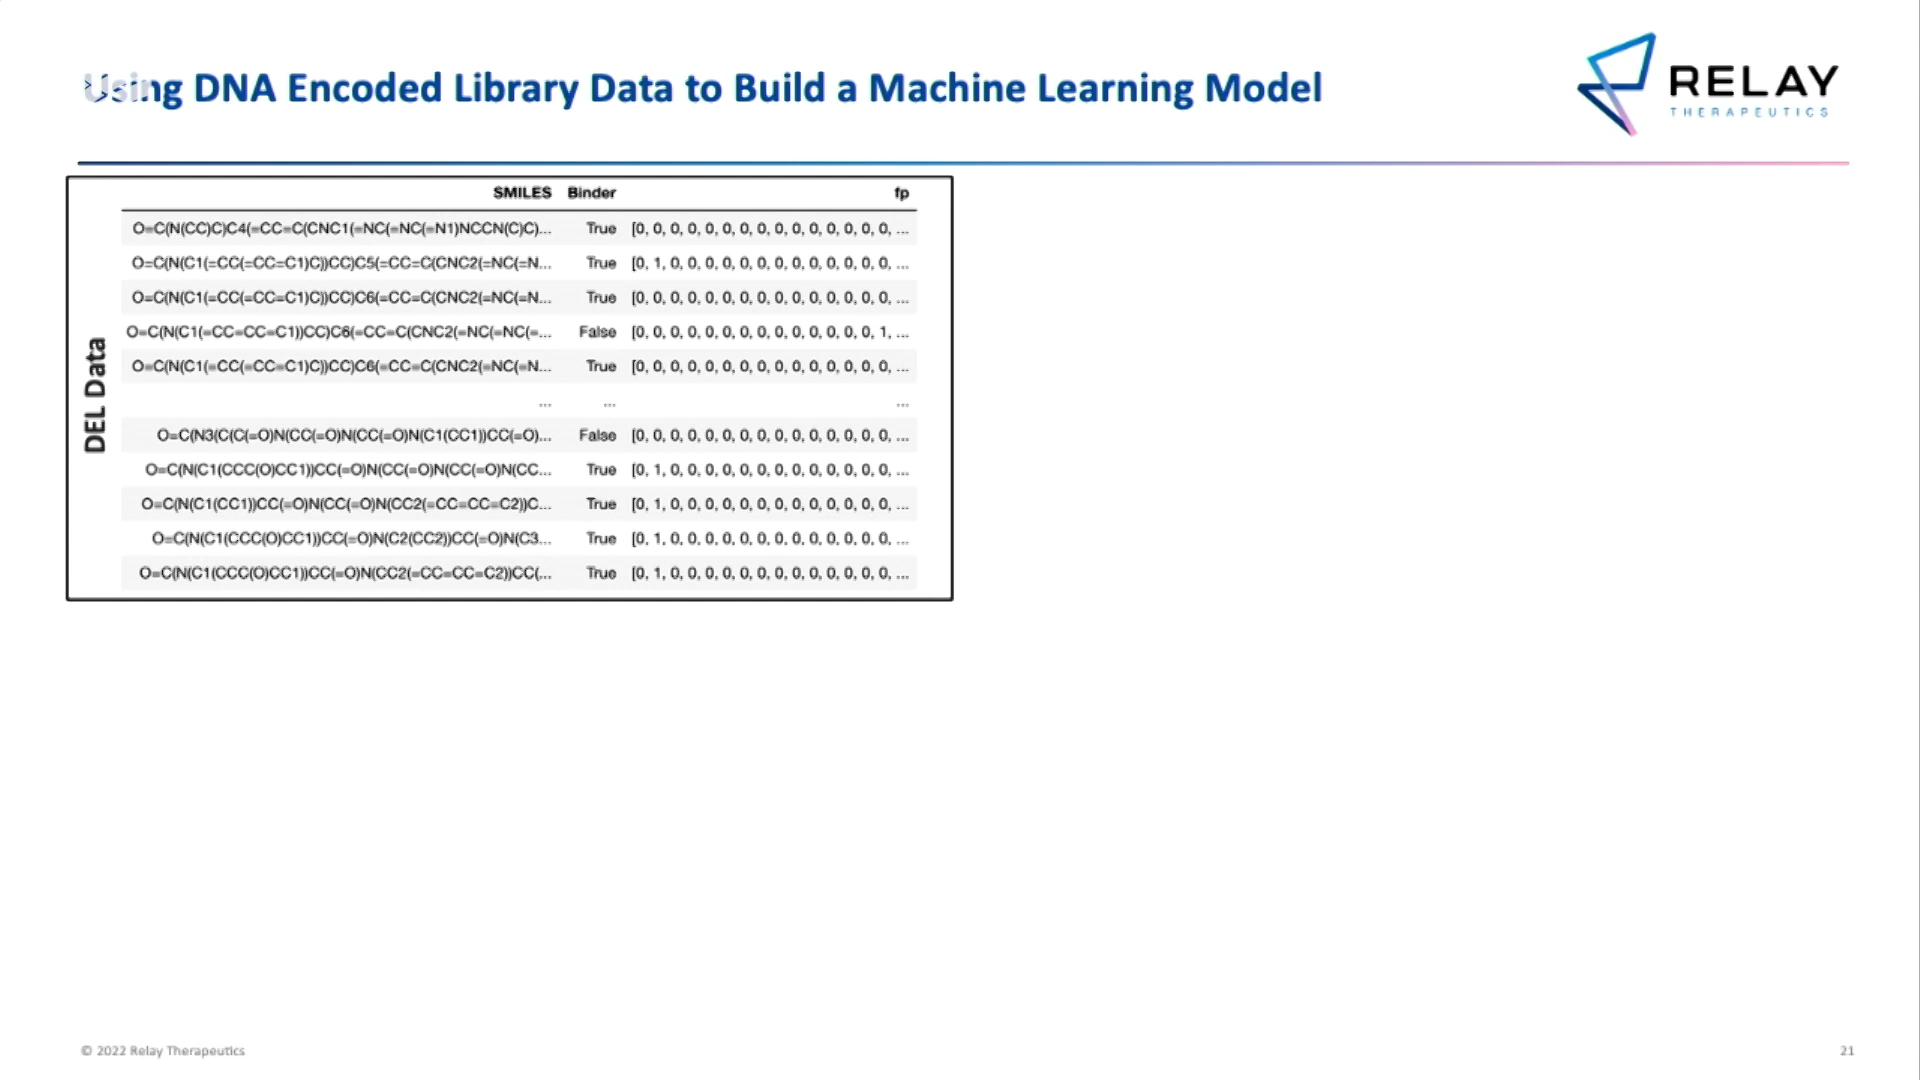 Using DNA Encoded Library Data to Build a Machine Learning Model
RELAY
THERAPEUTICS
DEL Data
SMILES Binder fp
O=C(N(CC)C)C4(=CC=C(CNC1(=NC(=NC(=N1)NCCN(C)C)... True [0, 0, 0, 0, 0, 0, 0, 0, 0, 0, 0, 0, 0, 0, 0, ...
O=C(N(C1(=CC(=CC=C1)C))CC)C5(=CC=C(CNC2(=NC(=N... True [0, 1, 0, 0, 0, 0, 0, 0, 0, 0, 0, 0, 0, 0, 0, ...
O=C(N(C1(=CC(=CC=C1)C))CC)C6(=CC=C(CNC2(=NC(=N... True [0, 0, 0, 0, 0, 0, 0, 0, 0, 0, 0, 0, 0, 0, 0, ...
O=C(N(C1(=CC=CC=C1))CC)C6(=CC=C(CNC2(=NC(=NC(=... False [0, 0, 0, 0, 0, 0, 0, 0, 0, 0, 0, 0, 0, 0, 1, ...
O=C(N(C1(=CC(=CC=C1)C))CC)C6(=CC=C(CNC2(=NC(=N... True [0, 0, 0, 0, 0, 0, 0, 0, 0, 0, 0, 0, 0, 0, 0, ...
... ... ...
O=C(N3(C(C(=O)N(CC(=O)N(CC(=O)N(C1(CC1))CC(=O)... False [0, 0, 0, 0, 0, 0, 0, 0, 0, 0, 0, 0, 0, 0, 0, ...
O=C(N(C1(CCC(O)CC1))CC(=O)N(CC(=O)N(CC(=O)N(CC... True [0, 1, 0, 0, 0, 0, 0, 0, 0, 0, 0, 0, 0, 0, 0, ...
O=C(N(C1(CC1))CC(=O)N(CC(=O)N(CC2(=CC=CC=C2))C... True [0, 1, 0, 0, 0, 0, 0, 0, 0, 0, 0, 0, 0, 0, 0, ...
O=C(N(C1(CCC(O)CC1))CC(=O)N(C2(CC2))CC(=O)N(C3... True [0, 1, 0, 0, 0, 0, 0, 0, 0, 0, 0, 0, 0, 0, 0, ...
O=C(N(C1(CCC(O)CC1))CC(=O)N(CC2(=CC=CC=C2))CC(... True [0, 1, 0, 0, 0, 0, 0, 0, 0, 0, 0, 0, 0, 0, 0, ...
© 2022 Relay Therapeutics
21